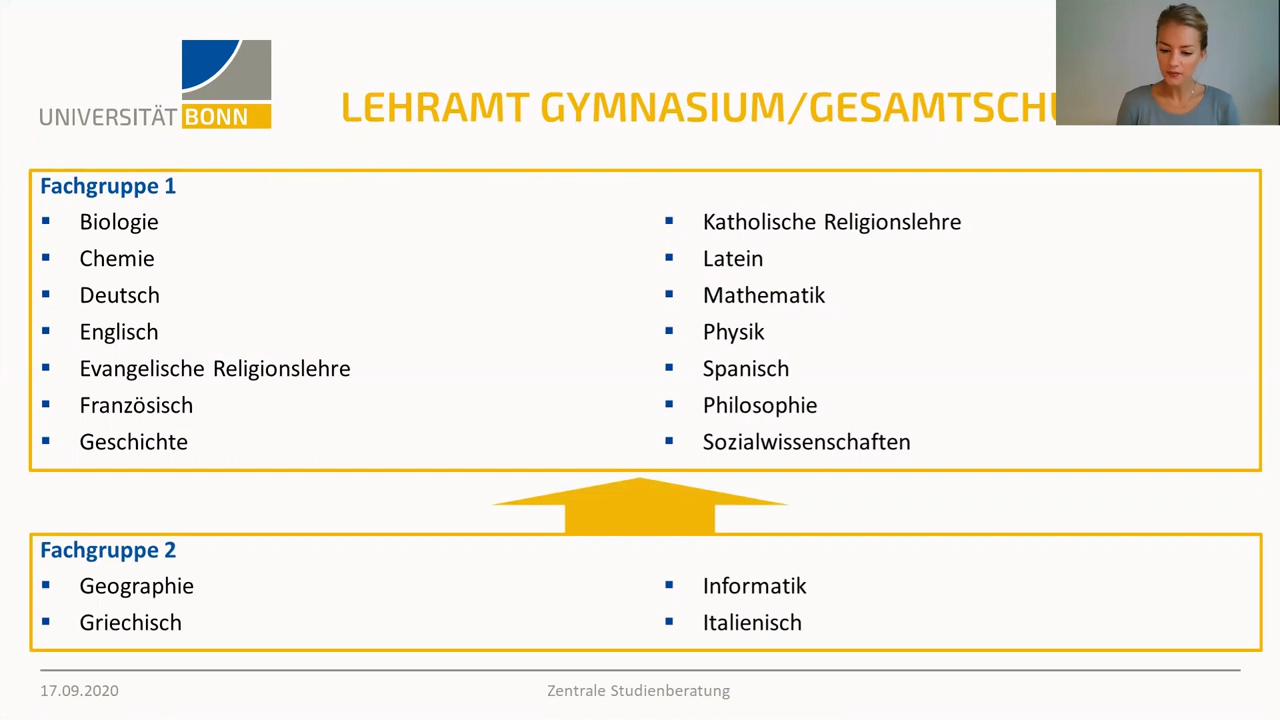 UNIVERSITÄT BONN
LEHRAMT GYMNASIUM/GESAMTSCHU
Fachgruppe 1
▪ Biologie
▪ Chemie
▪ Deutsch
▪ Englisch
▪ Evangelische Religionslehre
▪ Französisch
▪ Geschichte
▪ Katholische Religionslehre
▪ Latein
▪ Mathematik
▪ Physik
▪ Spanisch
▪ Philosophie
▪ Sozialwissenschaften
Fachgruppe 2
▪ Geographie
▪ Griechisch
▪ Informatik
▪ Italienisch
17.09.2020
Zentrale Studienberatung